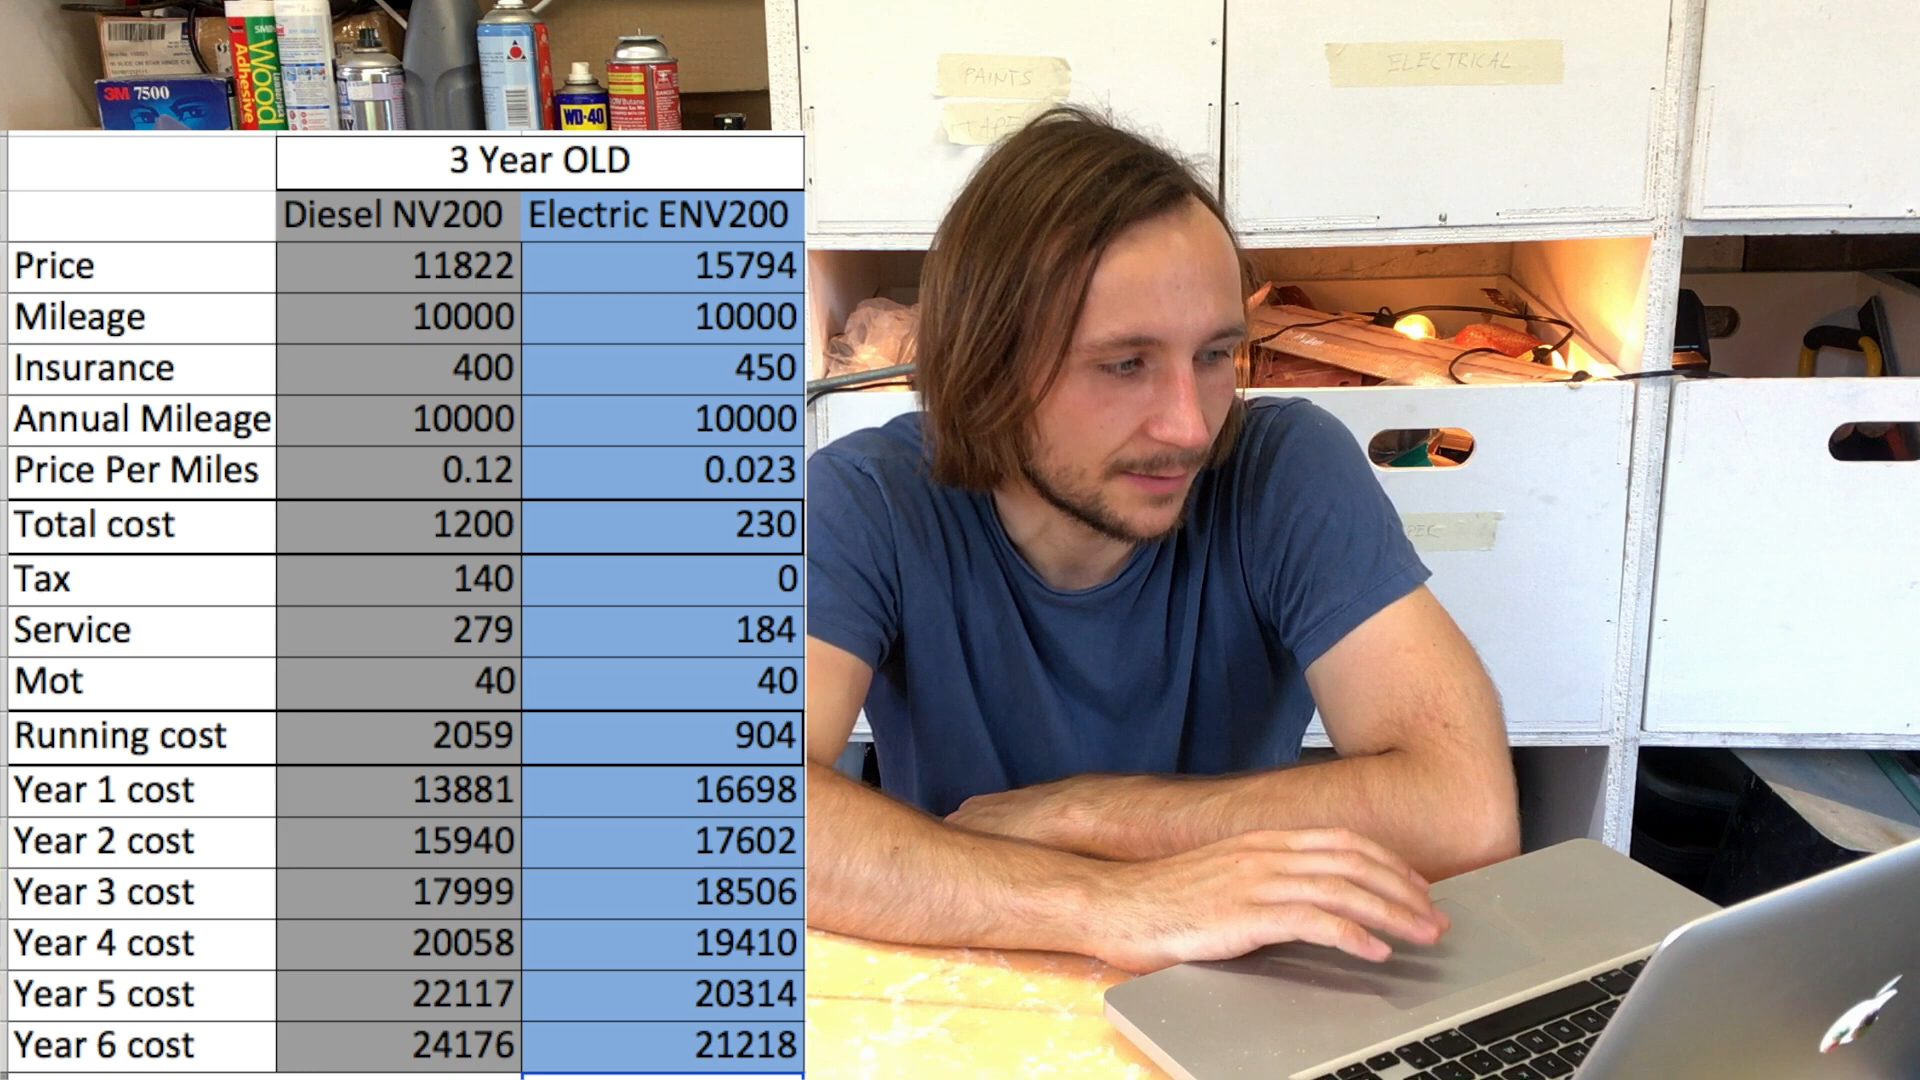 3M 7500
Adhesive
Wood
WD-40
PAINTS
TAPE
ELECTRICAL
3 Year OLD
Diesel NV200 Electric ENV200
Price 11822 15794
Mileage 10000 10000
Insurance 400 450
Annual Mileage 10000 10000
Price Per Miles 0.12 0.023
Total cost 1200 230
Tax 140 0
Service 279 184
Mot 40 40
Running cost 2059 904
Year 1 cost 13881 16698
Year 2 cost 15940 17602
Year 3 cost 17999 18506
Year 4 cost 20058 19410
Year 5 cost 22117 20314
Year 6 cost 24176 21218